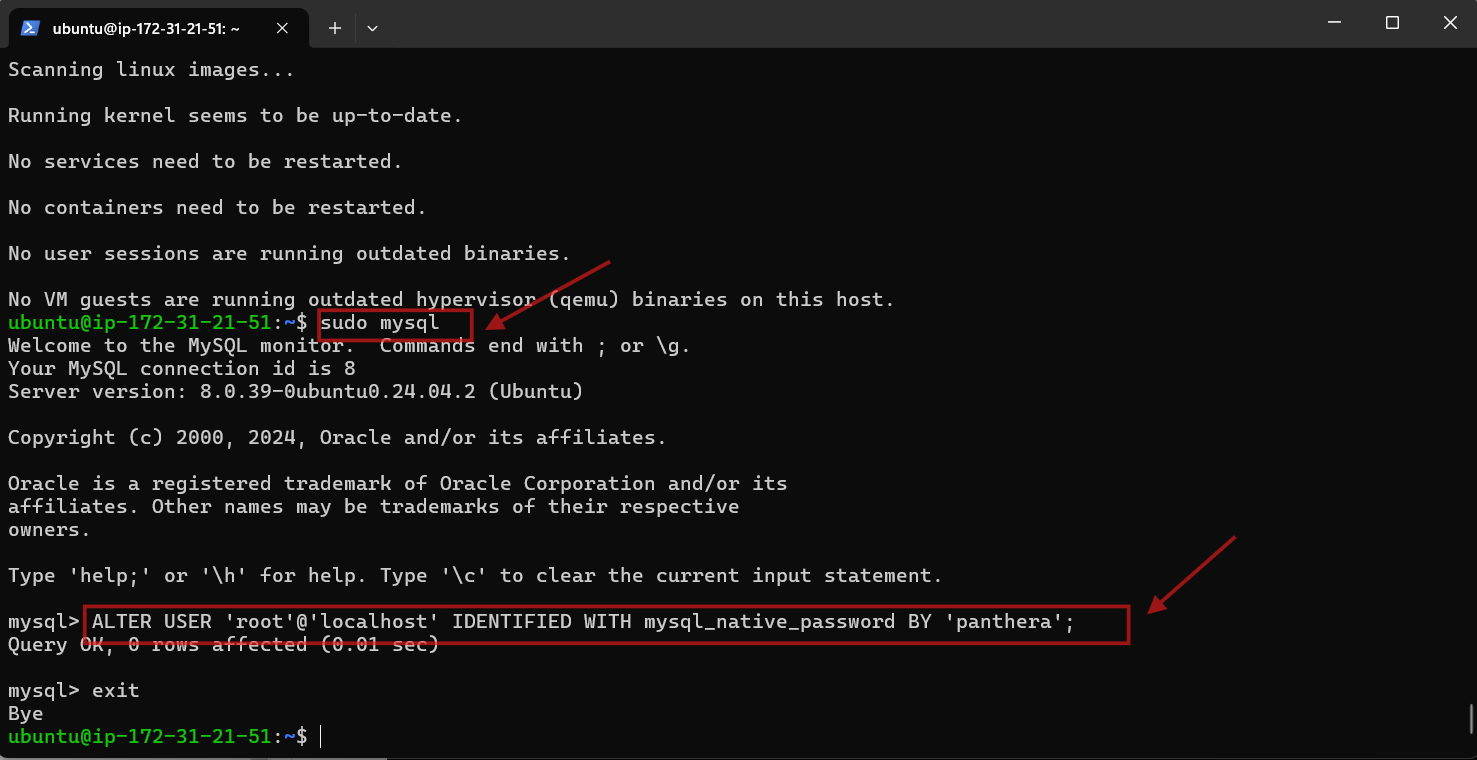 ubuntu@ip-172-31-21-51: ~
Scanning linux images...
Running kernel seems to be up-to-date.
No services need to be restarted.
No containers need to be restarted.
No user sessions are running outdated binaries.
No VM guests are running outdated hypervisor (qemu) binaries on this host.
ubuntu@ip-172-31-21-51:~$ sudo mysql
Welcome to the MySQL monitor.  Commands end with ; or \g.
Your MySQL connection id is 8
Server version: 8.0.39-0ubuntu0.24.04.2 (Ubuntu)
Copyright (c) 2000, 2024, Oracle and/or its affiliates.
Oracle is a registered trademark of Oracle Corporation and/or its
affiliates. Other names may be trademarks of their respective
owners.
Type 'help;' or '\h' for help. Type '\c' to clear the current input statement.
mysql> ALTER USER 'root'@'localhost' IDENTIFIED WITH mysql_native_password BY 'panthera';
Query OK, 0 rows affected (0.01 sec)
mysql> exit
Bye
ubuntu@ip-172-31-21-51:~$